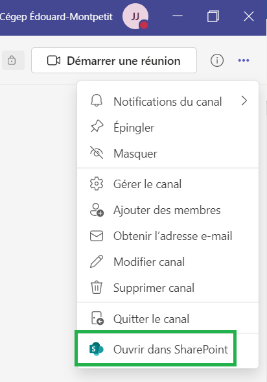 Cégep Édouard-Montpetit
JJ
Démarrer une réunion
Notifications du canal
Épingler
Masquer
Gérer le canal
Ajouter des membres
Obtenir l'adresse e-mail
Modifier canal
Supprimer canal
Quitter le canal
S
Ouvrir dans SharePoint